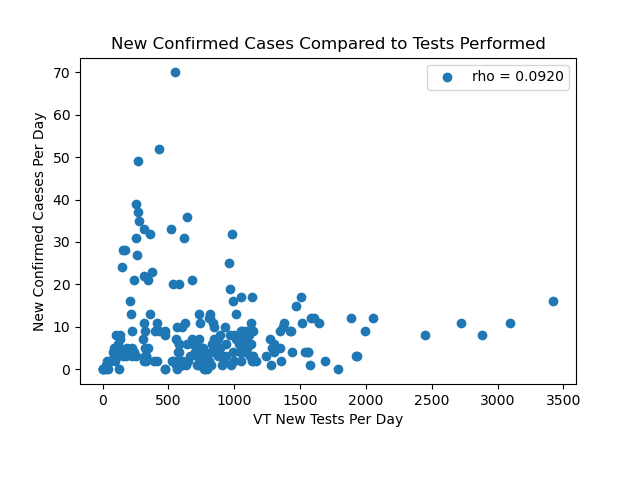 New Confirmed Cases Compared to Tests Performed
rho = 0.0920
New Confirmed Caeses Per Day
70
60
50
40
30
20
10
0
0 500 1000 1500 2000 2500 3000 3500
VT New Tests Per Day